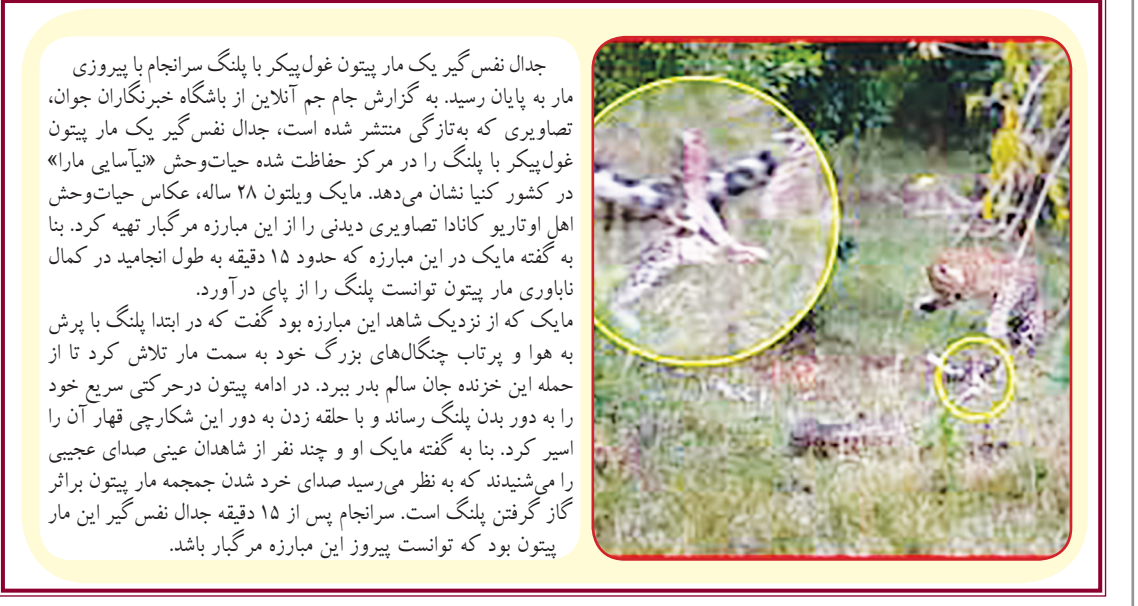 جدال نفس‌گیر یک مار پیتون غول‌پیکر با پلنگ سرانجام با پیروزی
مار به پایان رسید. به گزارش جام جم آنلاین از باشگاه خبرنگاران جوان،
تصاویری که به‌تازگی منتشر شده است، جدال نفس‌گیر یک مار پیتون
غول‌پیکر با پلنگ را در مرکز حفاظت شده حیات‌وحش «نیآسایی مارا»
در کشور کنیا نشان می‌دهد. مایک ویلتون ۲۸ ساله، عکاس حیات‌وحش
اهل اوتاریو کانادا تصاویری دیدنی را از این مبارزه مرگبار تهیه کرد. بنا
به گفته مایک در این مبارزه که حدود ۱۵ دقیقه به طول انجامید در کمال
ناباوری مار پیتون توانست پلنگ را از پای درآورد.
مایک که از نزدیک شاهد این مبارزه بود گفت که در ابتدا پلنگ با پرش
به هوا و پرتاب چنگال‌های بزرگ خود به سمت مار تلاش کرد تا از
حمله این خزنده جان سالم بدر ببرد. در ادامه پیتون درحرکتی سریع خود
را به دور بدن پلنگ رساند و با حلقه زدن به دور این شکارچی قهار آن را
اسیر کرد. بنا به گفته مایک او و چند نفر از شاهدان عینی صدای عجیبی
را می‌شنیدند که به نظر می‌رسید صدای خرد شدن جمجمه مار پیتون براثر
گاز گرفتن پلنگ است. سرانجام پس از ۱۵ دقیقه جدال نفس‌گیر این مار
پیتون بود که توانست پیروز این مبارزه مرگبار باشد.